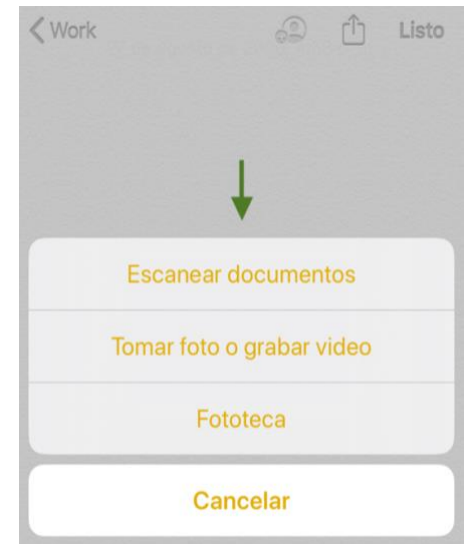 Work
Listo
Escanear documentos
Tomar foto o grabar video
Fototeca
Cancelar